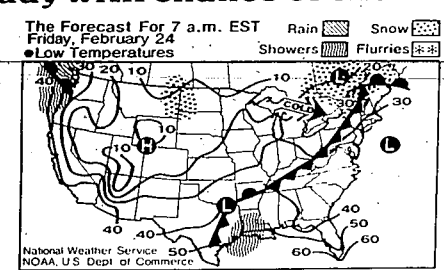 The Forecast For 7 a.m. EST
Friday, February 24
●Low Temperatures
Rain Snow
Showers Flurries
40 30 20 10 10 20
30 30
COLD
L
L
10
H
10
L
40
40 40 50
50 60 60
National Weather Service
NOAA, U.S. Dept. of Commerce